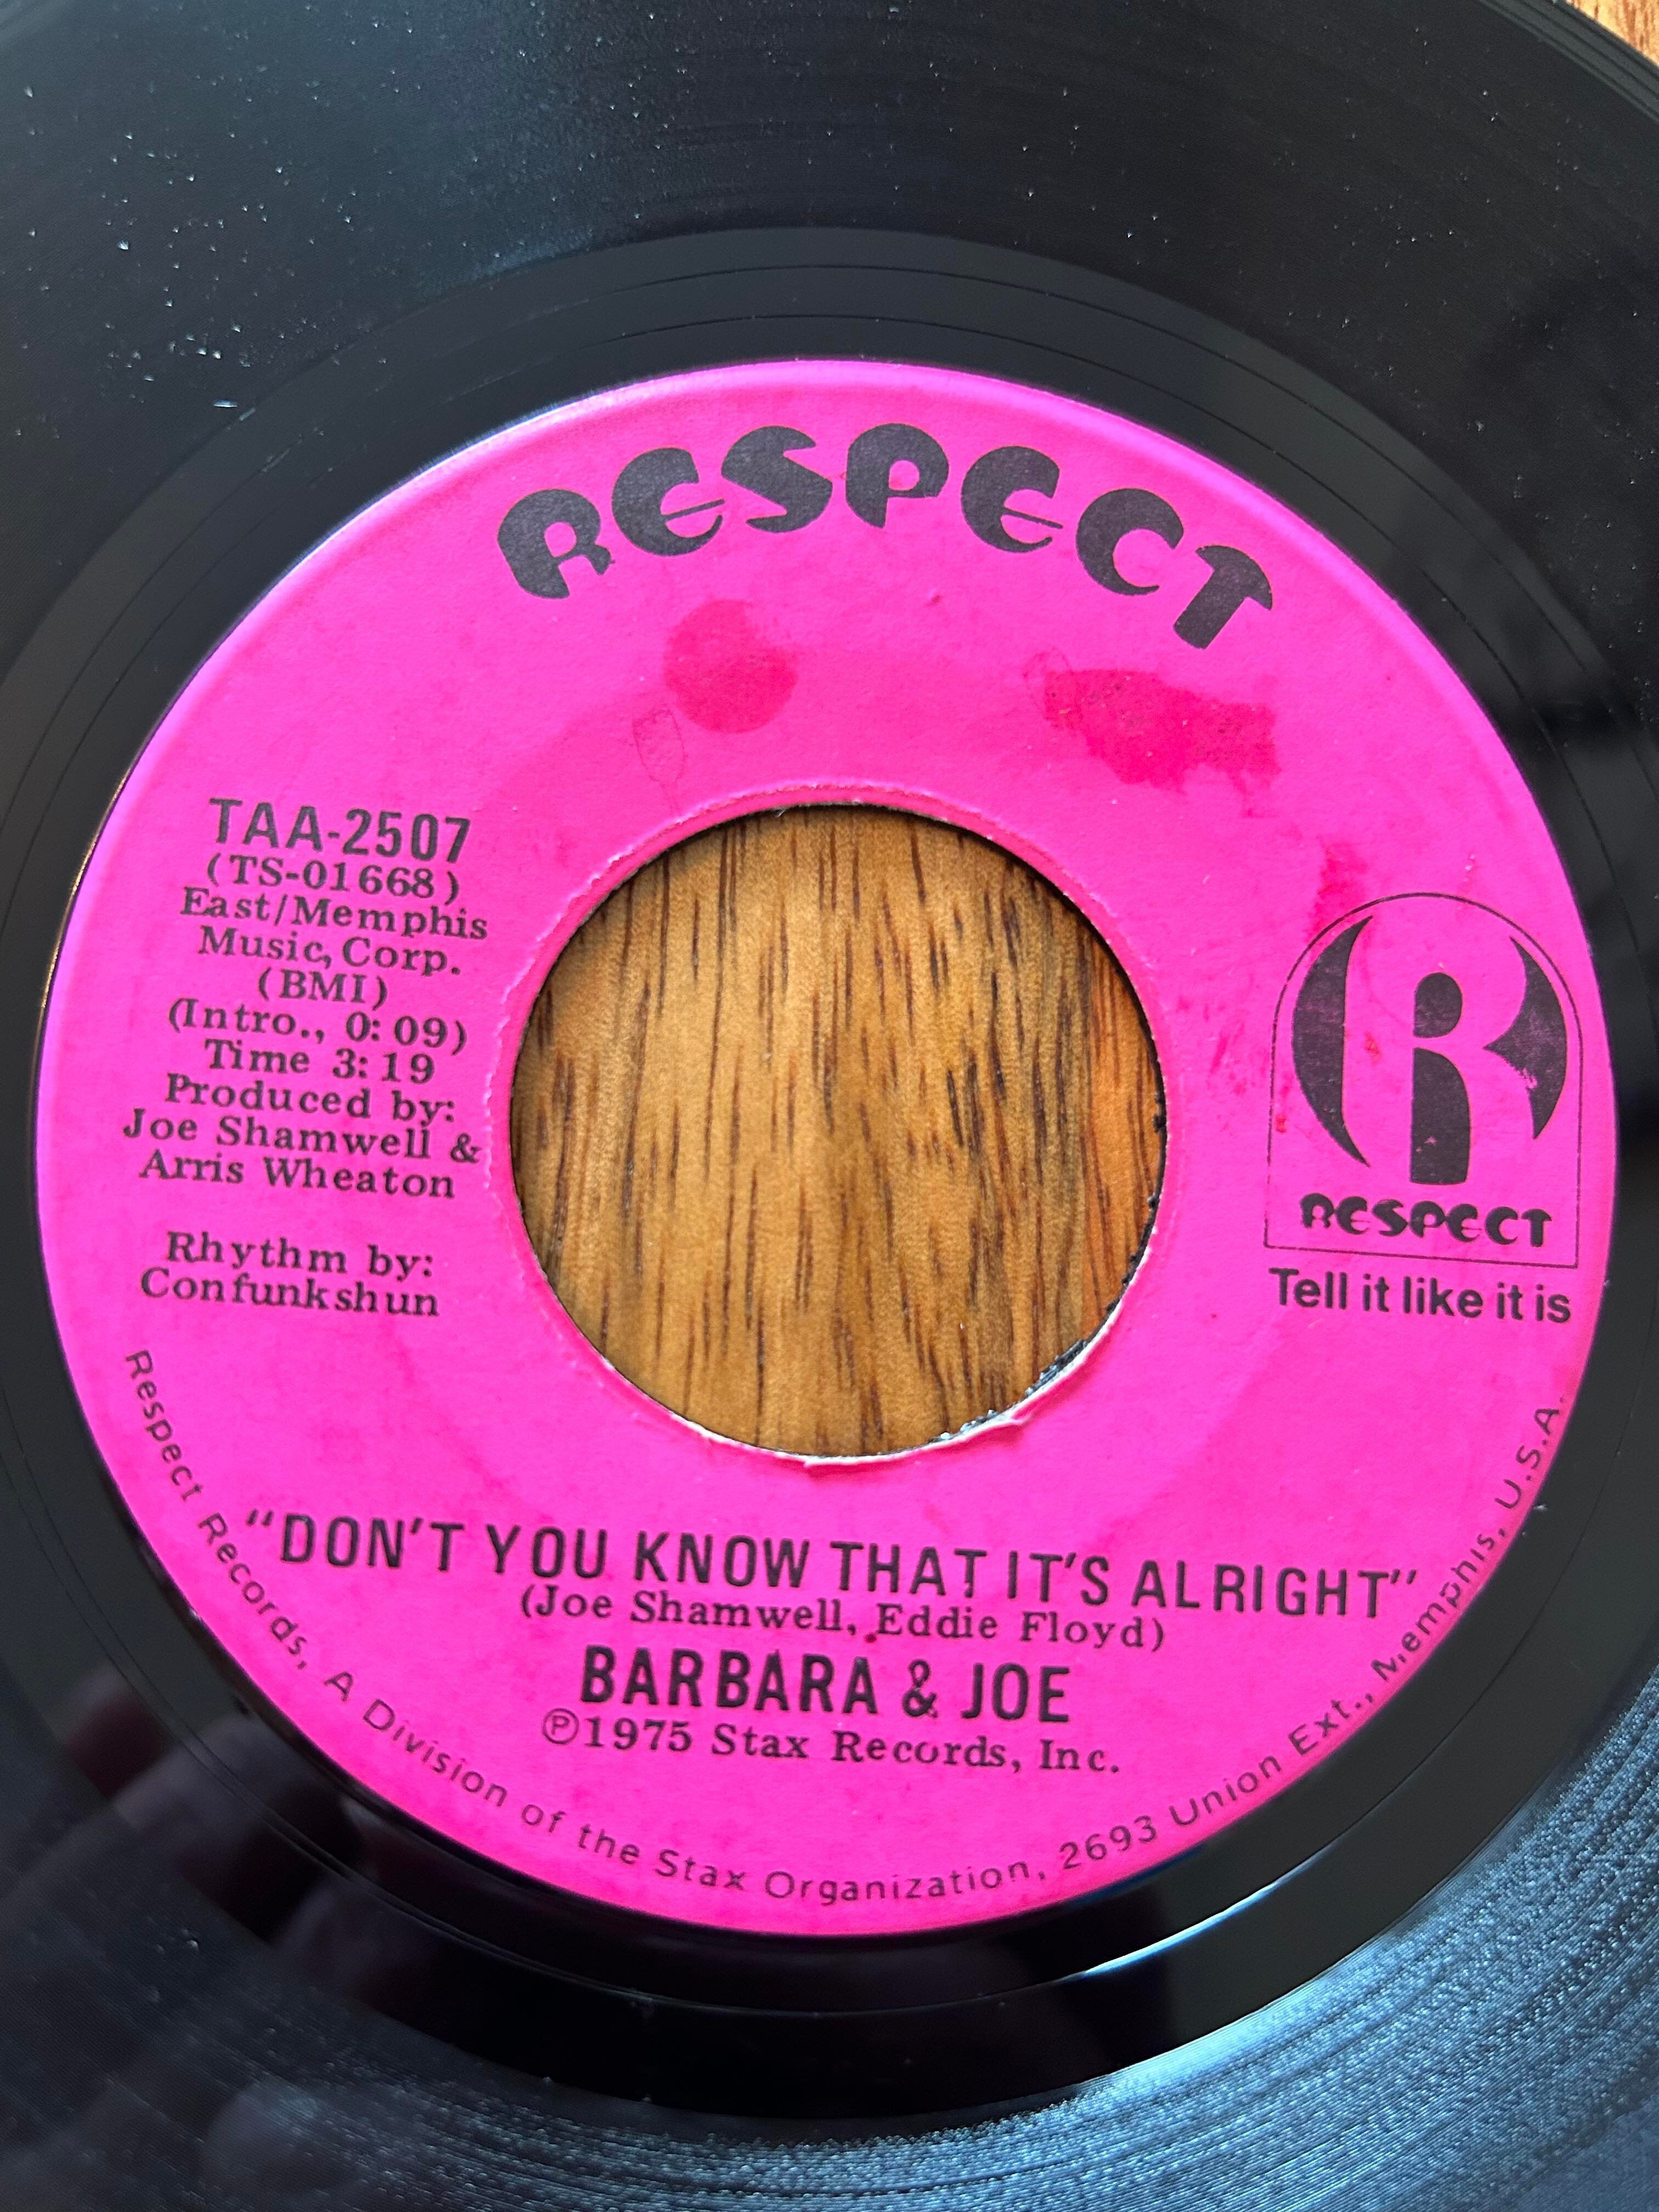 RESPECT
TAA-2507
(TS-01668)
East/Memphis
Music, Corp.
(BMI)
(Intro., 0:09)
Time 3:19
Produced by:
Joe Shamwell &
Arris Wheaton
Rhythm by:
Confunkshun
R
RESPECT
Tell it like it is
"DON'T YOU KNOW THAT IT'S ALRIGHT"
(Joe Shamwell, Eddie Floyd)
BARBARA & JOE
℗1975 Stax Records, Inc.
Respect Records, A Division of the Stax Organization, 2693 Union Ext., Memphis, U.S.A.